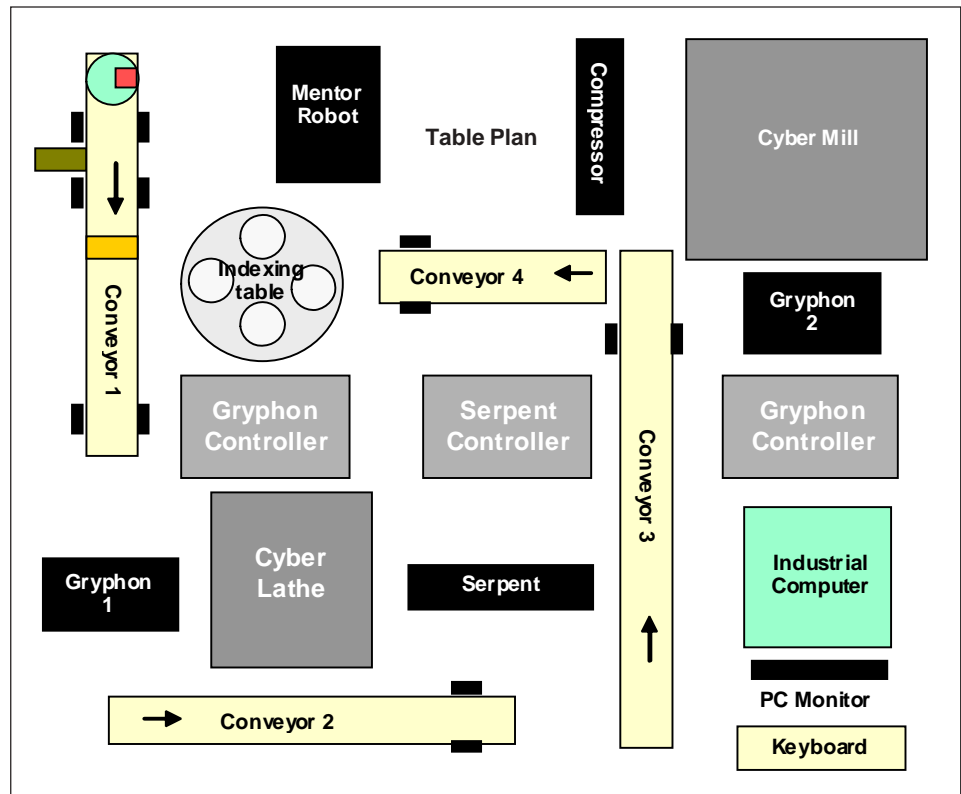 Mentor
Robot
Table Plan
Compressor
Cyber Mill
Indexing
table
Conveyor 4
Gryphon
2
Conveyor 1
Gryphon
Controller
Serpent
Controller
Gryphon
Controller
Conveyor 3
Cyber
Lathe
Gryphon
1
Serpent
Industrial
Computer
PC Monitor
Conveyor 2
Keyboard